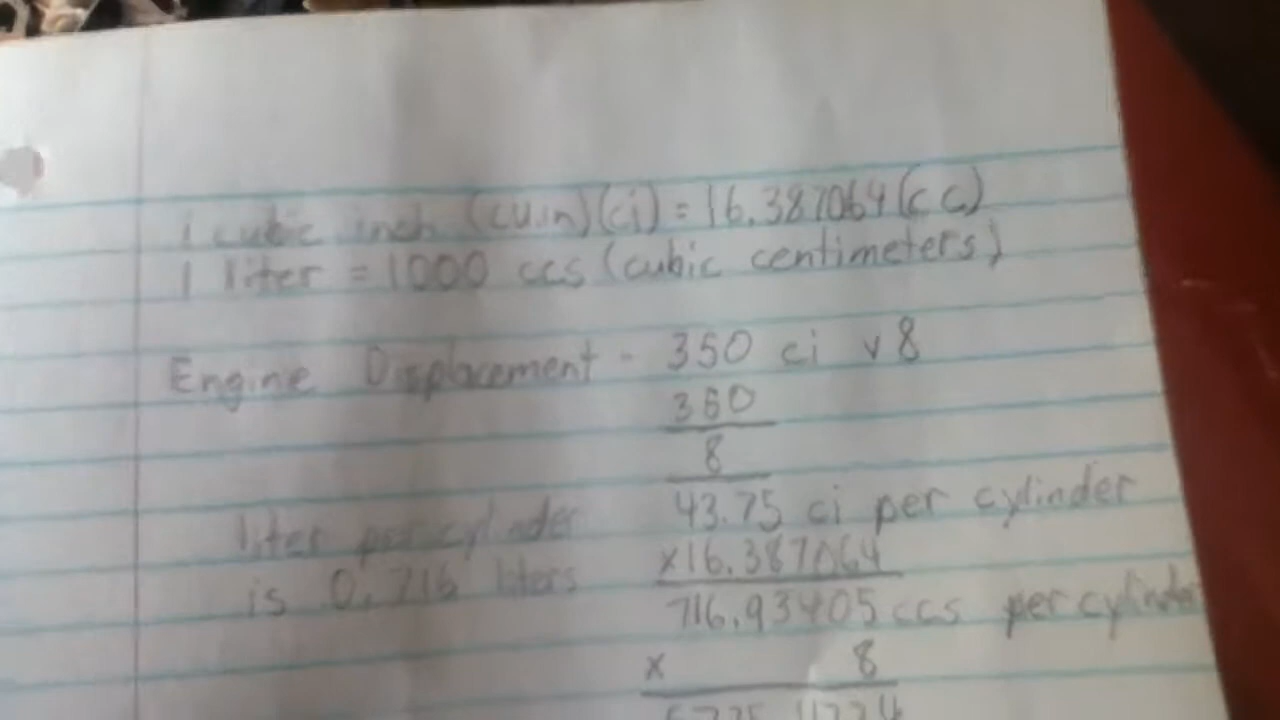 1 cubic inch (cu.in)(ci) = 16.387064(cc)
1 liter = 1000 ccs (cubic centimeters)
Engine Displacement - 350 ci v8
350
8
43.75 ci per cylinder
liter per cylinder
x16.387064
is 0.716 liters
716.93405 ccs per cylinder
x 8